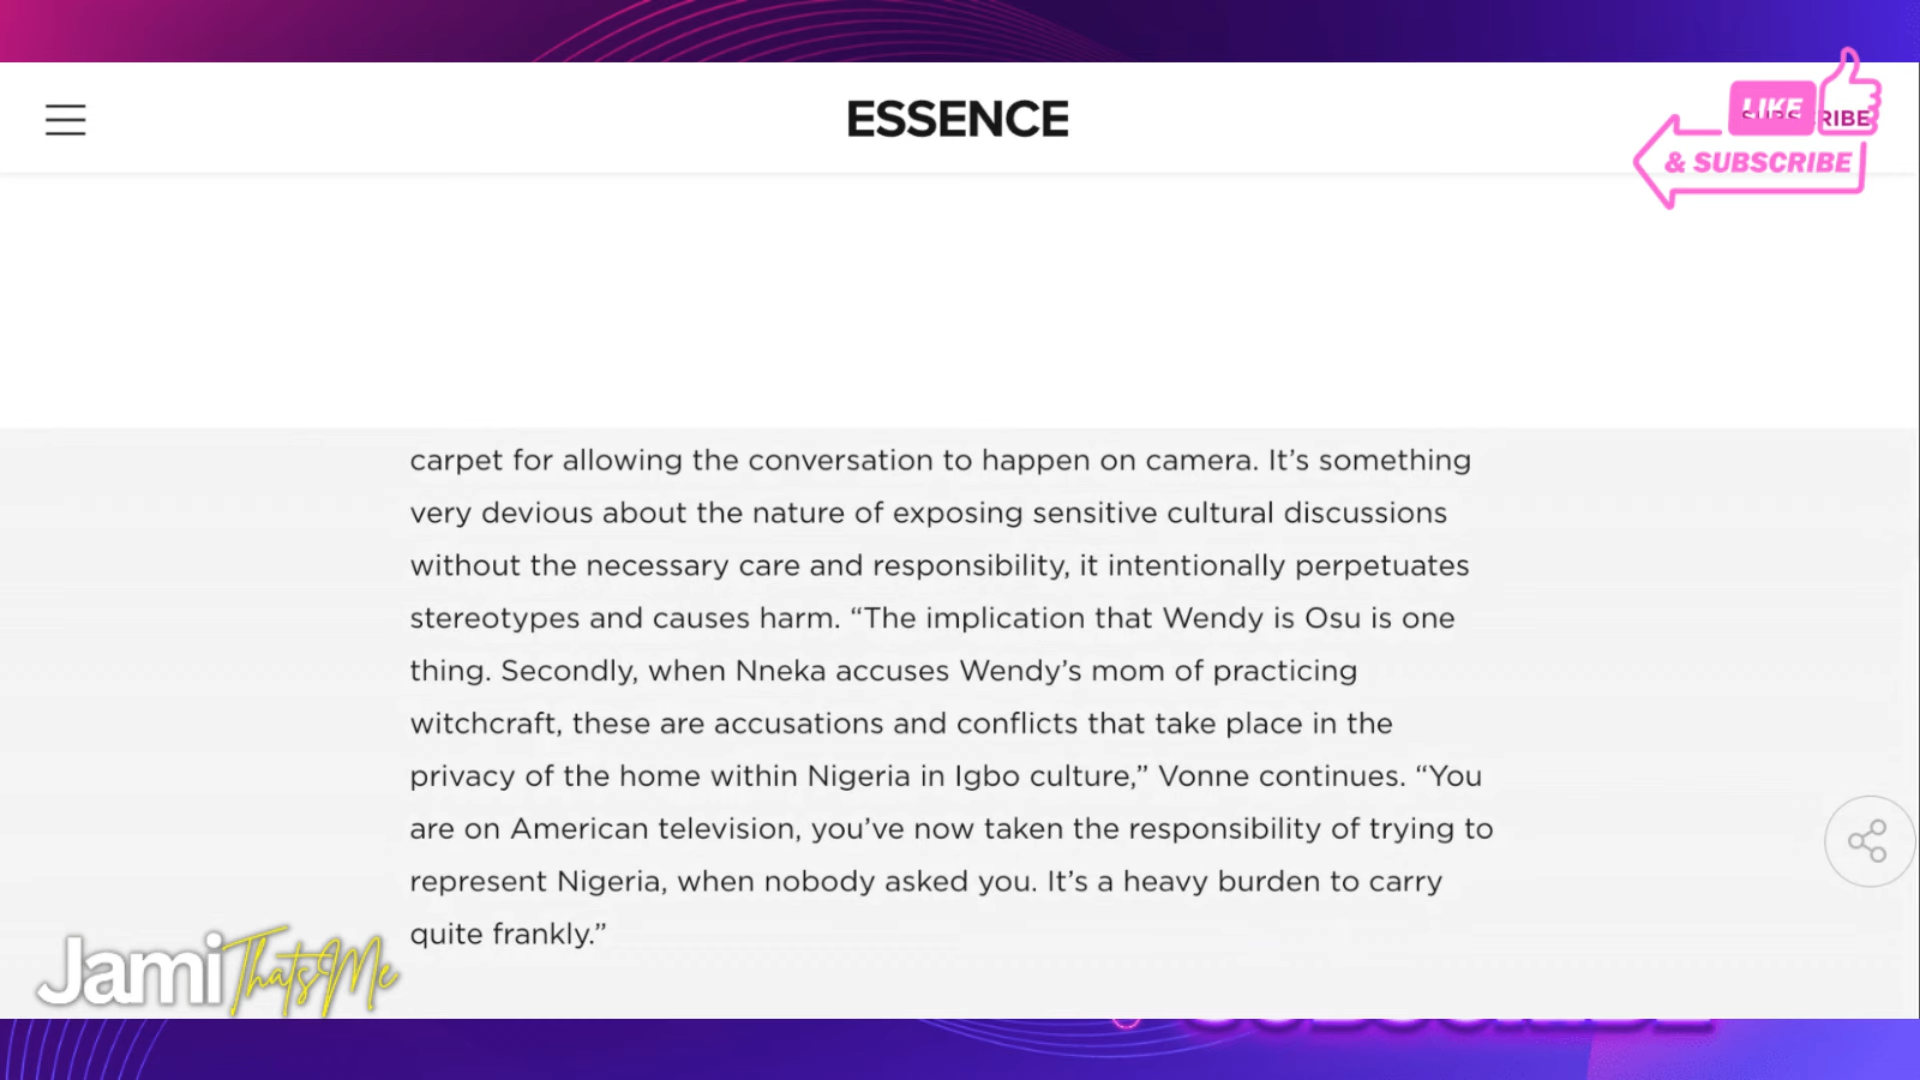 ESSENCE
LIKE
RIBE
& SUBSCRIBE
carpet for allowing the conversation to happen on camera. It’s something
very devious about the nature of exposing sensitive cultural discussions
without the necessary care and responsibility, it intentionally perpetuates
stereotypes and causes harm. “The implication that Wendy is Osu is one
thing. Secondly, when Nneka accuses Wendy’s mom of practicing
witchcraft, these are accusations and conflicts that take place in the
privacy of the home within Nigeria in Igbo culture,” Vonne continues. “You
are on American television, you’ve now taken the responsibility of trying to
represent Nigeria, when nobody asked you. It’s a heavy burden to carry
quite frankly.”
Jami ThatsMe